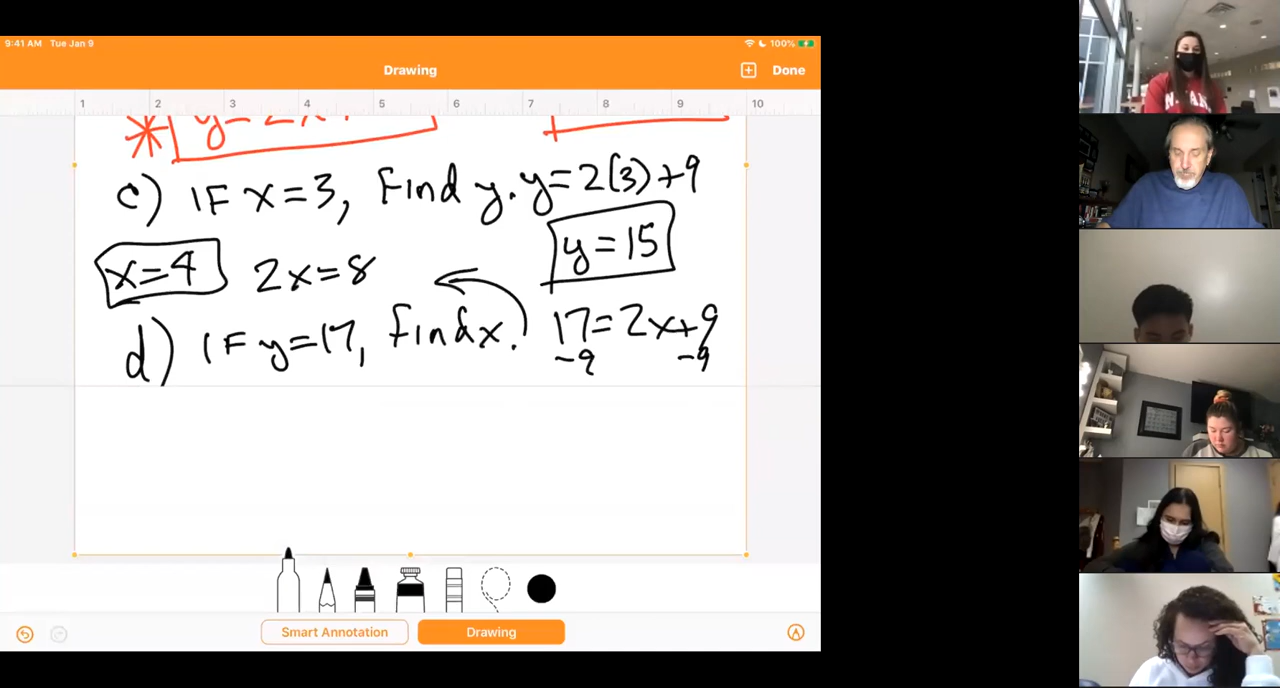 9:41 AM Tue Jan 9 100%
Drawing Done
1 2 3 4 5 6 7 8 9 10
c) IF x=3, Find y. y=2(3)+9
y=15
x=4 2x=8
d) IF y=17, Find x. 17=2x+9
-9 -9
Smart Annotation Drawing